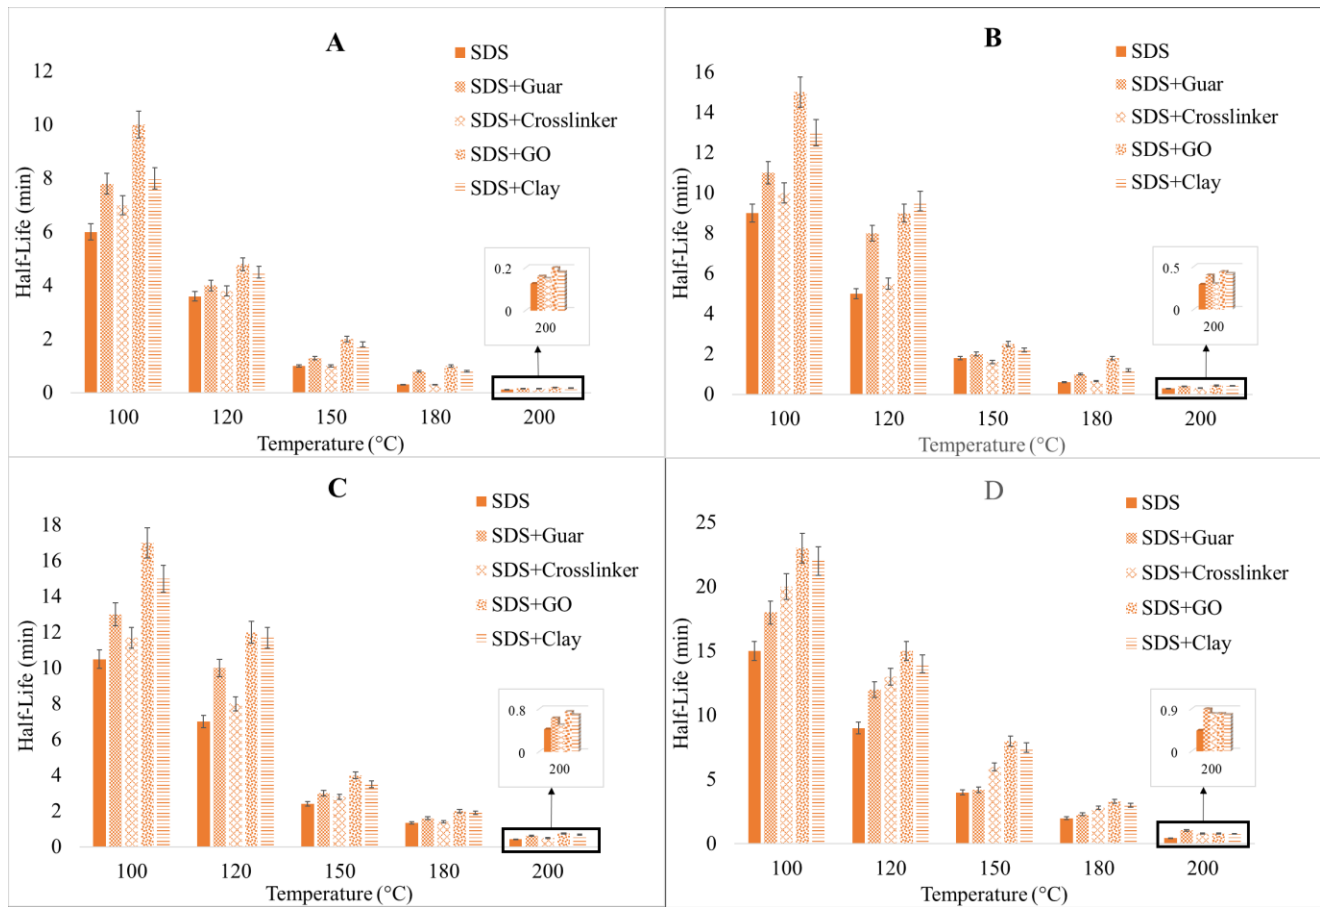 A
SDS
SDS+Guar
SDS+Crosslinker
SDS+GO
SDS+Clay
Half-Life (min)
12
10
8
6
4
2
0
0.2
0
200
100 120 150 180 200
Temperature (°C)
B
SDS
SDS+Guar
SDS+Crosslinker
SDS+GO
SDS+Clay
Half-Life (min)
16
14
12
10
8
6
4
2
0
0.5
0
200
100 120 150 180 200
Temperature (°C)
C
SDS
SDS+Guar
SDS+Crosslinker
SDS+GO
SDS+Clay
Half-Life (min)
18
16
14
12
10
8
6
4
2
0
0.8
0
200
100 120 150 180 200
Temperature (°C)
D
SDS
SDS+Guar
SDS+Crosslinker
SDS+GO
SDS+Clay
Half-Life (min)
25
20
15
10
5
0
0.9
0
200
100 120 150 180 200
Temperature (°C)